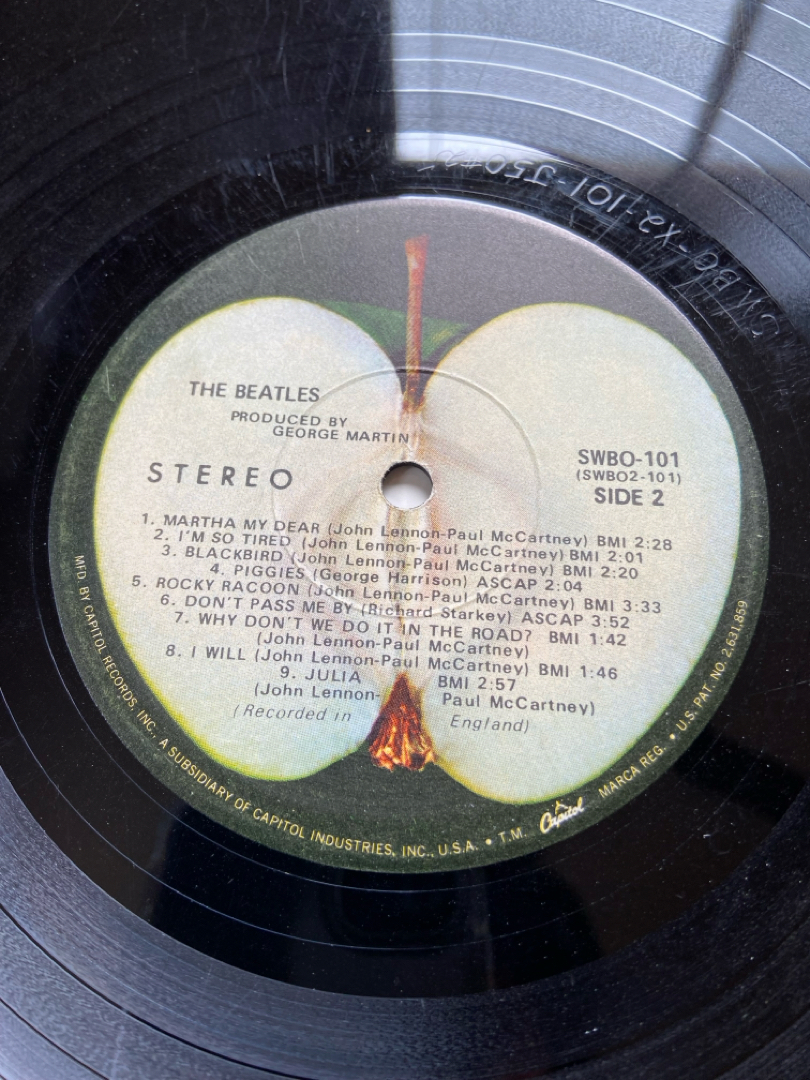 SWBO-X2-101-J50#2
THE BEATLES
PRODUCED BY
GEORGE MARTIN
STEREO
SWBO-101
(SWBO2-101)
SIDE 2
1. MARTHA MY DEAR (John Lennon-Paul McCartney) BMI 2:28
2. I'M SO TIRED (John Lennon-Paul McCartney) BMI 2:01
3. BLACKBIRD (John Lennon-Paul McCartney) BMI 2:20
4. PIGGIES (George Harrison) ASCAP 2:04
5. ROCKY RACOON (John Lennon-Paul McCartney) BMI 3:33
6. DON'T PASS ME BY (Richard Starkey) ASCAP 3:52
7. WHY DON'T WE DO IT IN THE ROAD? BMI 1:42
(John Lennon-Paul McCartney)
8. I WILL (John Lennon-Paul McCartney) BMI 1:46
9. JULIA BMI 2:57
(John Lennon- Paul McCartney)
(Recorded in England)
MFD. BY CAPITOL RECORDS, INC. A SUBSIDIARY OF CAPITOL INDUSTRIES, INC., U.S.A. • T.M. Capitol MARCA REG. • U.S. PAT. NO. 2,631,859